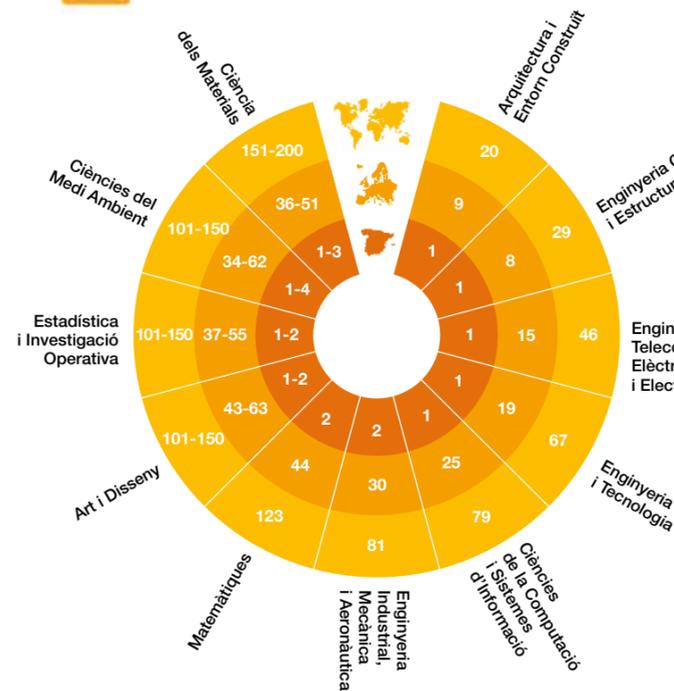 Arquitectura i
Entorn Construït
20
9
1
Enginyeria
i Estructur
29
8
1
Engin
Telec
Elèctr
i Elect
46
15
1
Enginyeria
i Tecnologia
67
19
1
Ciències
de la Computació
i Sistemes
d'Informació
79
25
1
Enginyeria
Industrial,
Mecànica
i Aeronàutica
81
30
2
Matemàtiques
123
44
2
Art i Disseny
101-150
43-63
1-2
Estadística
i Investigació
Operativa
101-150
37-55
1-2
Ciències del
Medi Ambient
101-150
34-62
1-4
Ciència
dels Materials
151-200
36-51
1-3